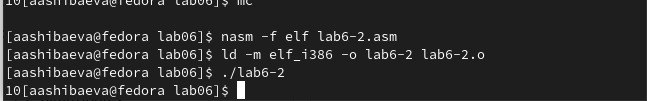 10[aashibaeva@fedora lab06]$ mc
[aashibaeva@fedora lab06]$ nasm -f elf lab6-2.asm
[aashibaeva@fedora lab06]$ ld -m elf_i386 -o lab6-2 lab6-2.o
[aashibaeva@fedora lab06]$ ./lab6-2
10[aashibaeva@fedora lab06]$